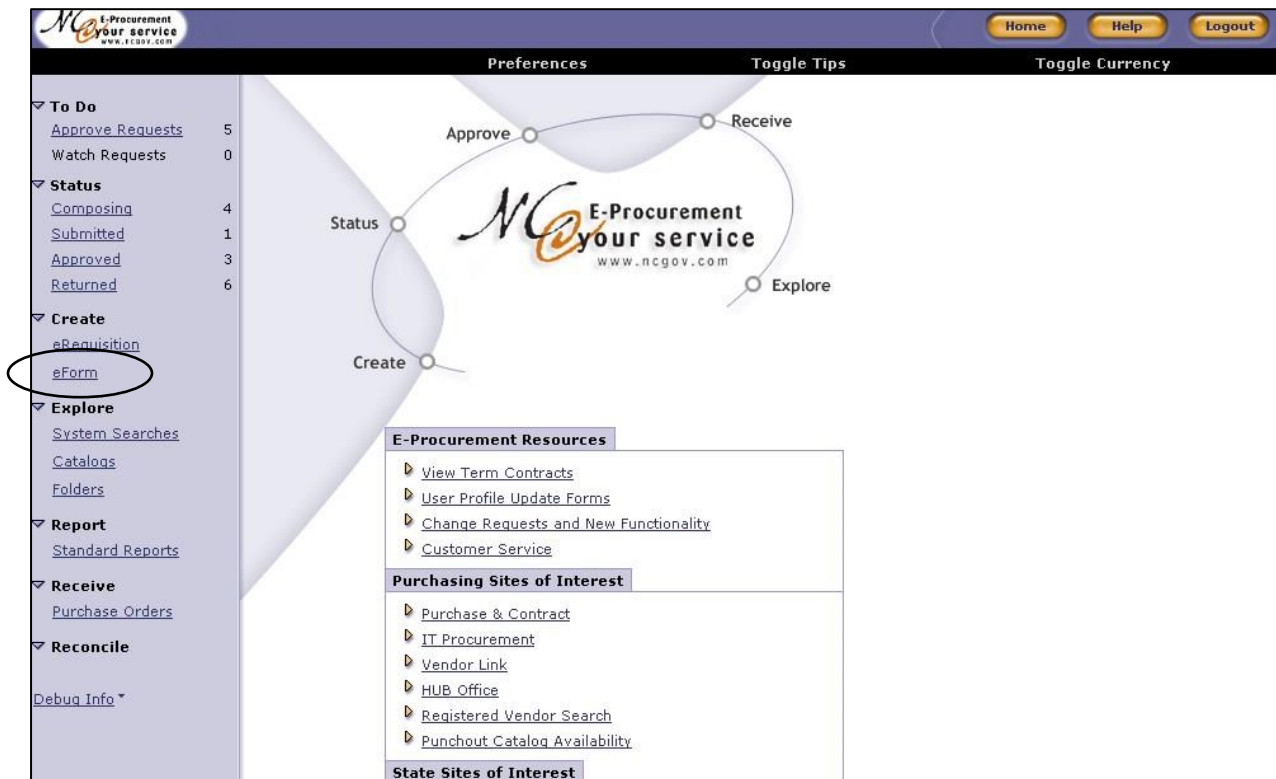 NC E-Procurement
@your service
www.ncgov.com
Home Help Logout
Preferences Toggle Tips Toggle Currency
To Do
Approve Requests 5
Watch Requests 0
Status
Composing 4
Submitted 1
Approved 3
Returned 6
Create
eRequisition
eForm
Explore
System Searches
Catalogs
Folders
Report
Standard Reports
Receive
Purchase Orders
Reconcile
Debug Info
Approve
Receive
Status
NC E-Procurement
@your service
www.ncgov.com
Explore
Create
E-Procurement Resources
View Term Contracts
User Profile Update Forms
Change Requests and New Functionality
Customer Service
Purchasing Sites of Interest
Purchase & Contract
IT Procurement
Vendor Link
HUB Office
Registered Vendor Search
Punchout Catalog Availability
State Sites of Interest